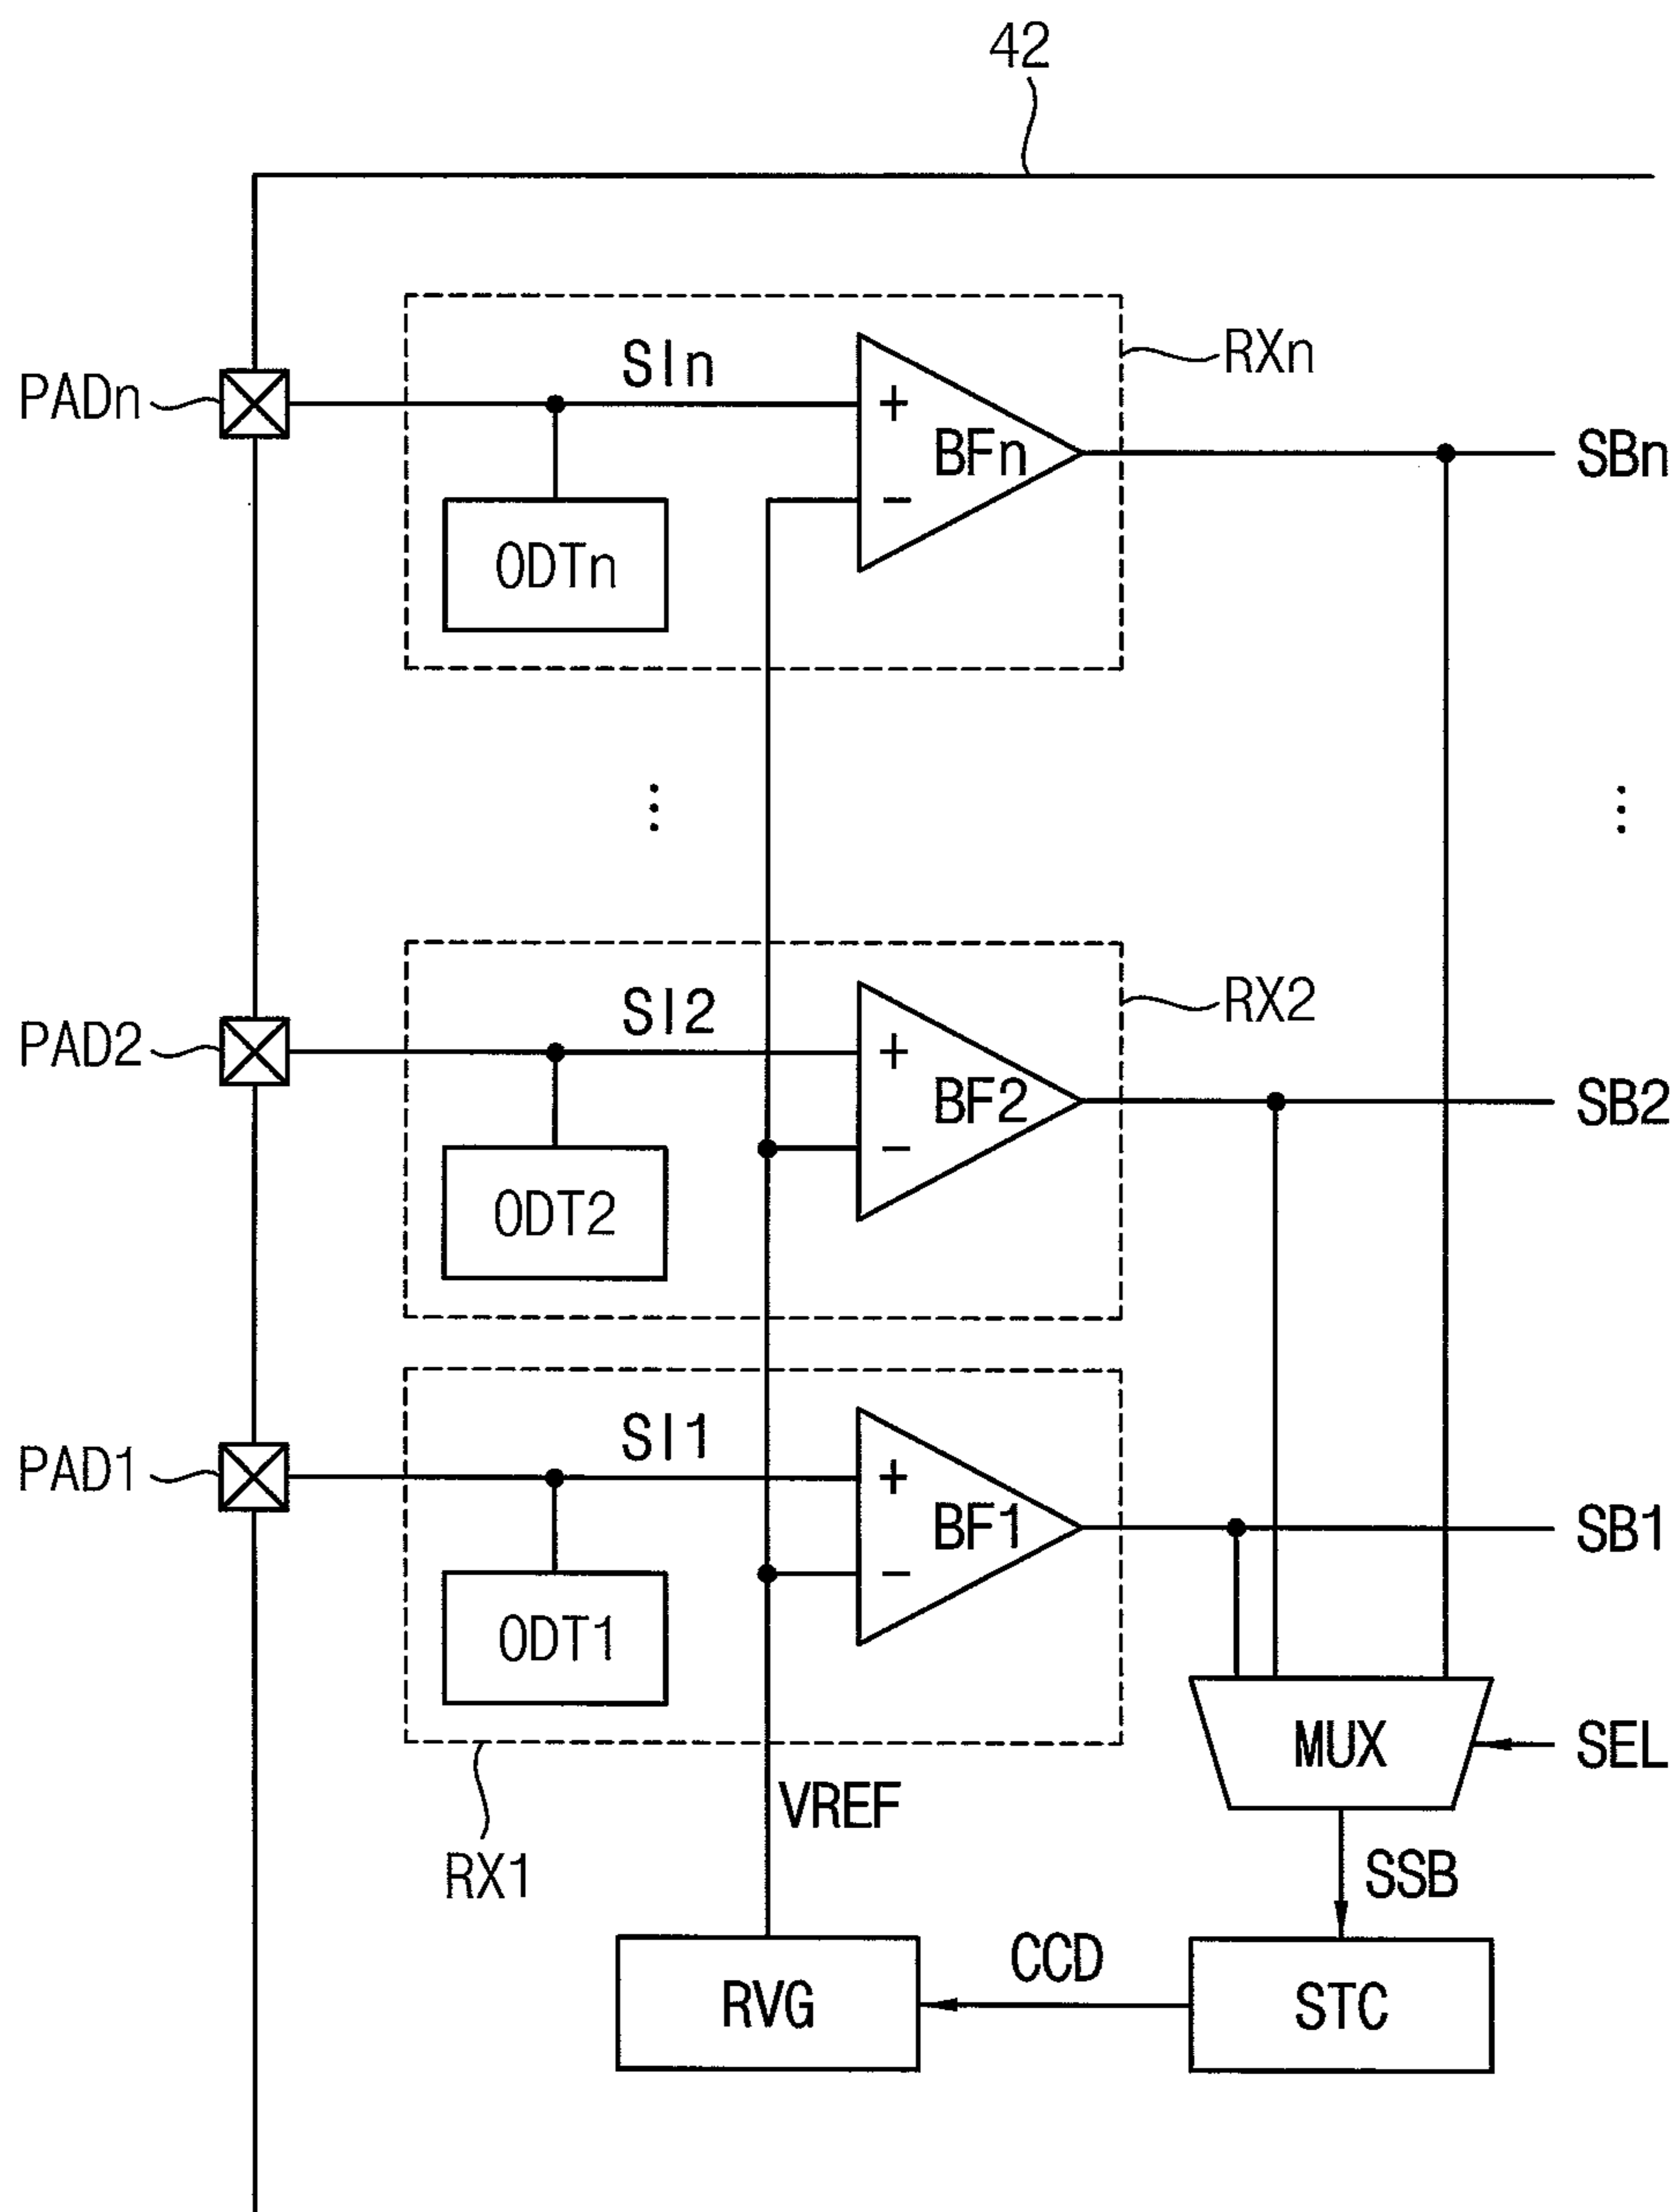 42
SIn
RXn
PADn
+
BFn
SBn
−
ODTn
⋮
⋮
SI2
RX2
PAD2
+
BF2
SB2
−
ODT2
SI1
PAD1
+
BF1
SB1
−
ODT1
MUX
SEL
VREF
RX1
SSB
CCD
RVG
STC